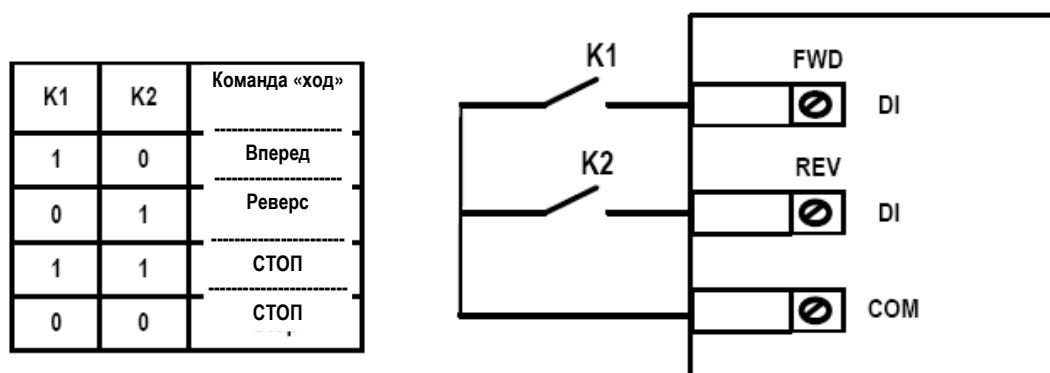 K1 K2 Команда «ход»
1 0 Вперед
0 1 Реверс
1 1 СТОП
0 0 СТОП
K1
FWD
DI
K2
REV
DI
COM